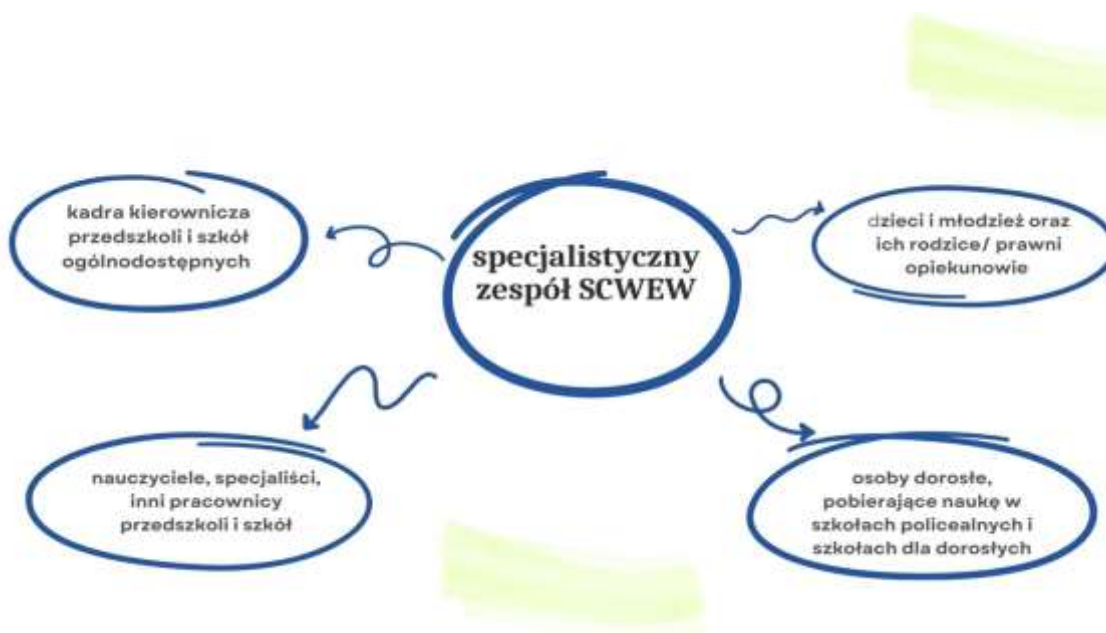 kadra kierownicza
przedszkoli i szkół
ogólnodostępnych
specjalistyczny
zespół SCWEW
dzieci i młodzież oraz
ich rodzice/ prawni
opiekunowie
nauczyciele, specjaliści,
inni pracownicy
przedszkoli i szkół
osoby dorosłe,
pobierające naukę w
szkołach policealnych i
szkołach dla dorosłych